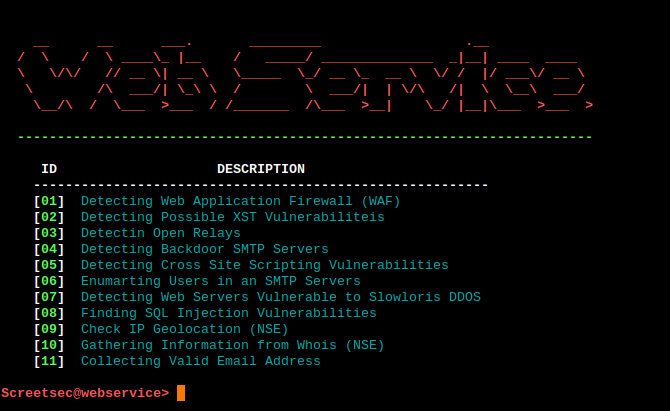 Web Service
ID DESCRIPTION
[01] Detecting Web Application Firewall (WAF)
[02] Detecting Possible XST Vulnerabiliteis
[03] Detectin Open Relays
[04] Detecting Backdoor SMTP Servers
[05] Detecting Cross Site Scripting Vulnerabilities
[06] Enumarting Users in an SMTP Servers
[07] Detecting Web Servers Vulnerable to Slowloris DDOS
[08] Finding SQL Injection Vulnerabilities
[09] Check IP Geolocation (NSE)
[10] Gathering Information from Whois (NSE)
[11] Collecting Valid Email Address
Screetsec@webservice>